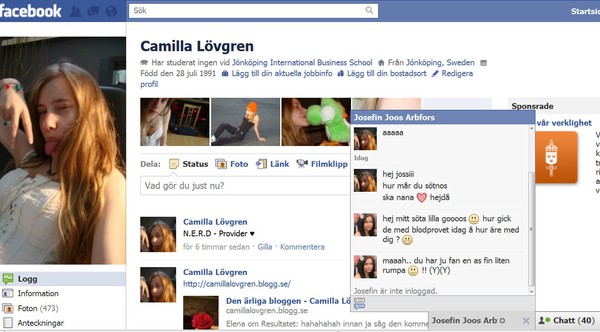 facebook
Sök
Startsid
Camilla Lövgren
Har studerat ingen vid Jönköping International Business School Från Jönköping, Sweden
Född den 28 juli 1991 Lägg till din aktuella jobbinfo Lägg till din bostadsort Redigera
profil
Dela: Status Foto Länk Filmklipp
Vad gör du just nu?
Camilla Lövgren
N.E.R.D - Provider ♥
för 6 timmar sedan · Gilla · Kommentera
Camilla Lövgren
http://camillalovgren.blogg.se/
Den ärliga bloggen - Camilla Lö
camillalovgren.blogg.se
Elena om Resultatet: hahahahh innan ja såg den komme
Logg
Information
Foton (473)
Anteckningar
Josefin Joos Arbfors
aaaaa
Idag
hej jossiii
hur mår du sötnos
ska nana hejdå
hej mitt söta lilla goooos hur gick
de med blodprovet idag å hur äre med
dig ?
maaah.. du har ju fan en as fin liten
rumpa !! (Y)(Y)
Josefin är inte inloggad.
Josefin Joos Arb
Chatt (40)
Sponsrade
vår verklighet